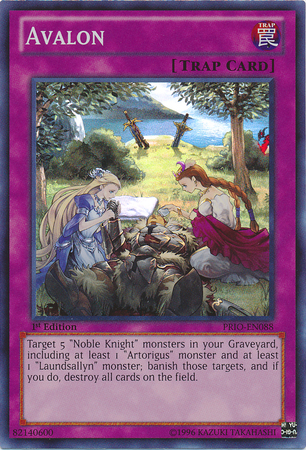 AVALON
TRAP
罠
[TRAP CARD]
1st Edition
PRIO-EN088
Target 5 "Noble Knight" monsters in your Graveyard,
including at least 1 "Artorigus" monster and at least
1 "Laundsallyn" monster; banish those targets, and if
you do, destroy all cards on the field.
82140600
©1996 KAZUKI TAKAHASHI